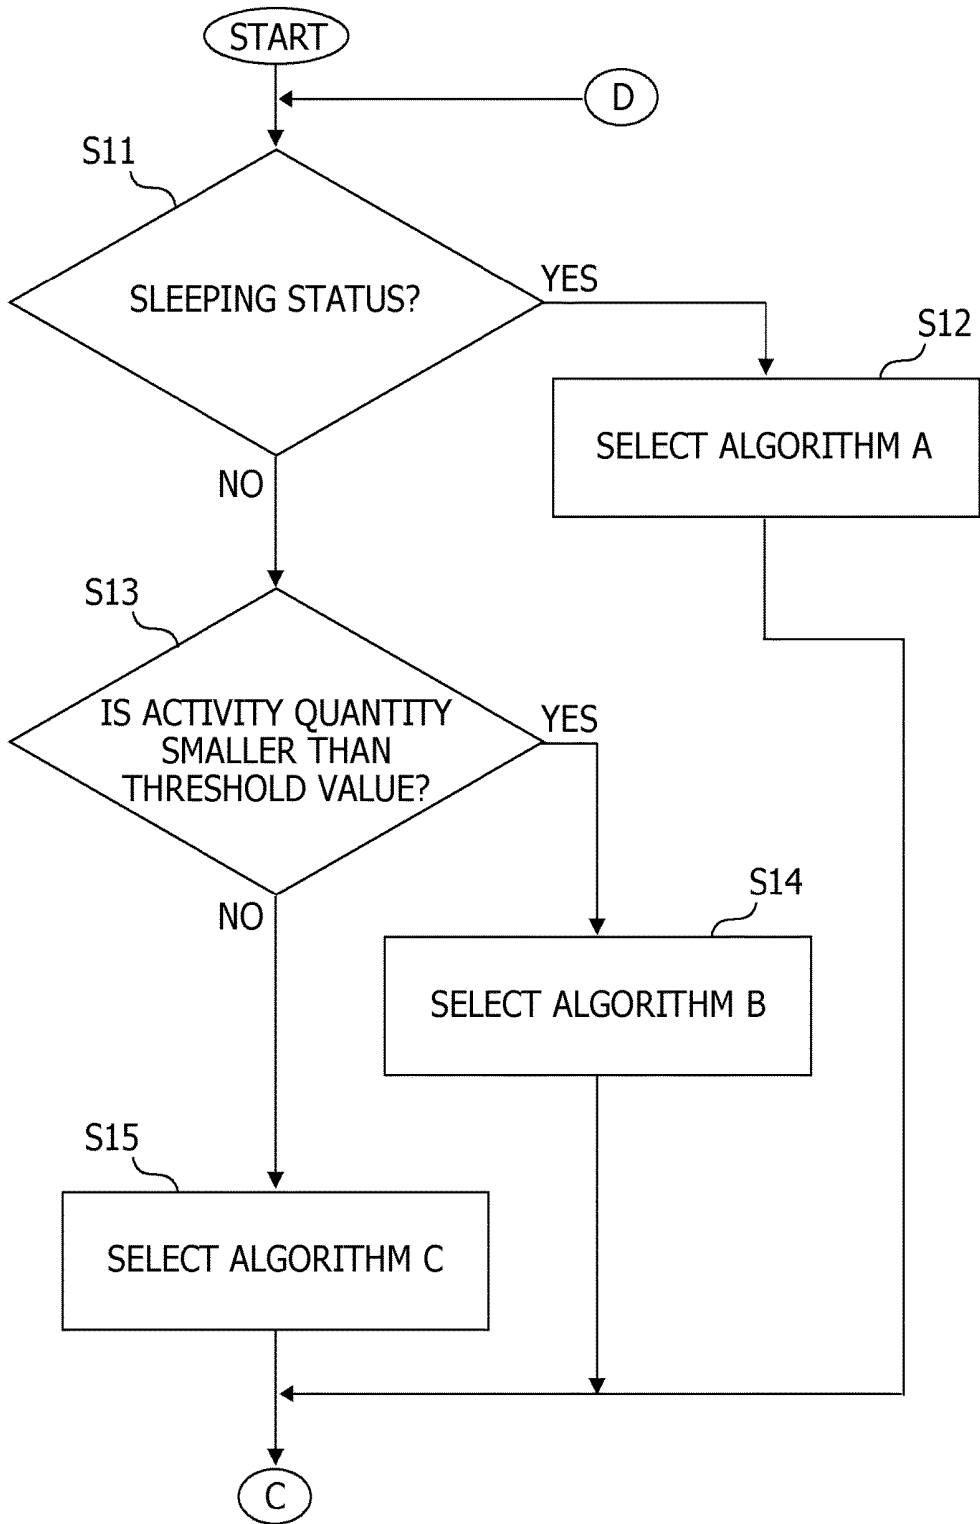 START
D
S11
SLEEPING STATUS?
YES
S12
SELECT ALGORITHM A
NO
S13
IS ACTIVITY QUANTITY
SMALLER THAN
THRESHOLD VALUE?
YES
S14
NO
SELECT ALGORITHM B
S15
SELECT ALGORITHM C
C